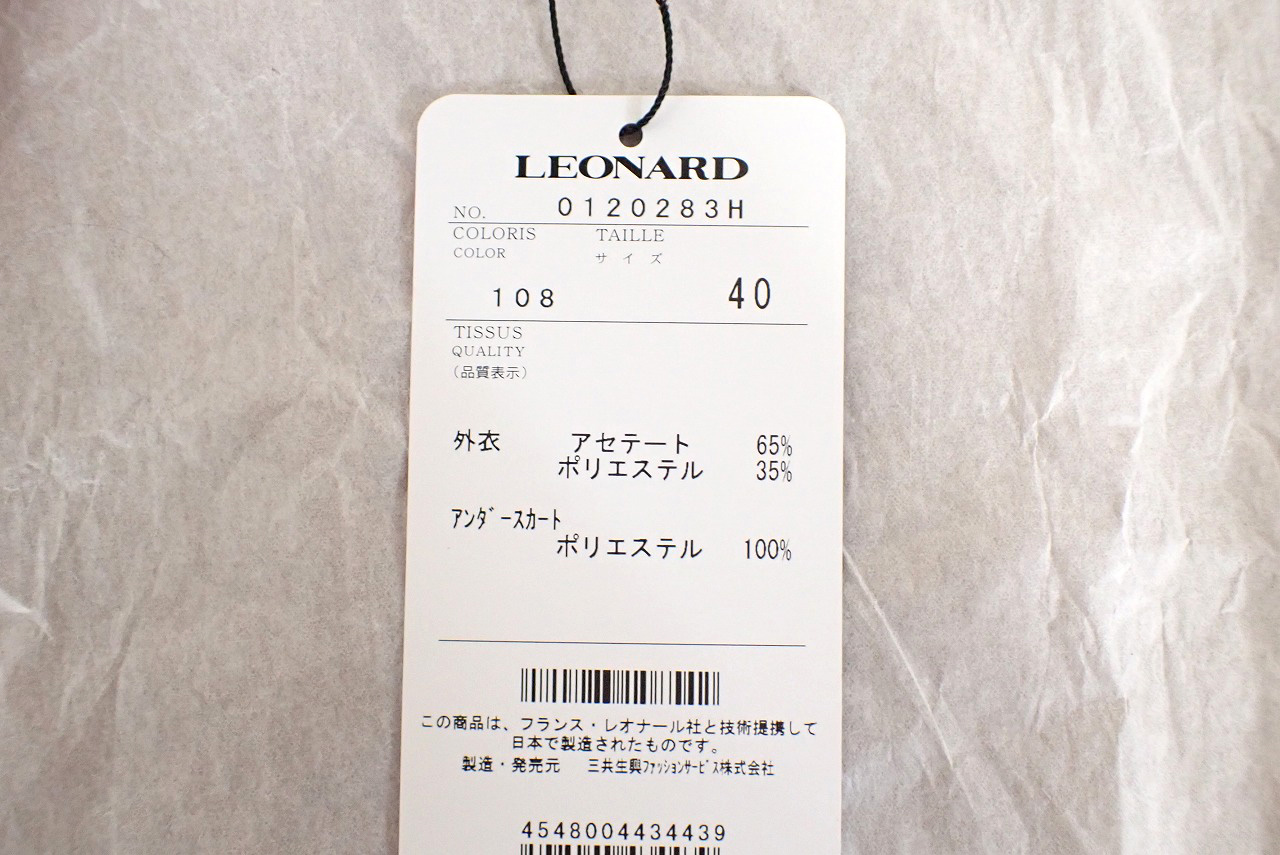 LEONARD
NO. 0120283H
COLORIS TAILLE
COLOR サイズ
108 40
TISSUS
QUALITY
（品質表示）
外衣 アセテート 65%
ポリエステル 35%
ｱﾝﾀﾞｰｽｶｰﾄ
ポリエステル 100%
この商品は、フランス・レオナール社と技術提携して
日本で製造されたものです。
製造・発売元 三共生興ﾌｧｯｼｮﾝｻｰﾋﾞｽ株式会社
4548004434439